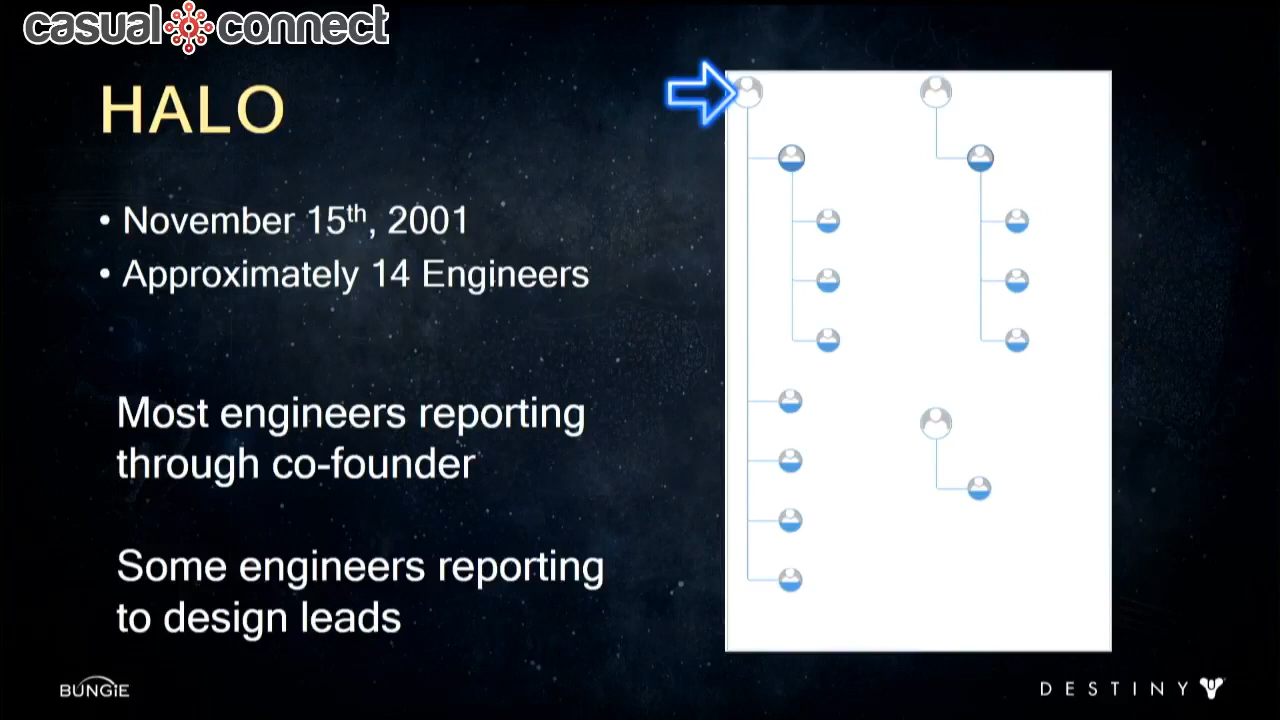 casual connect
HALO
• November 15th, 2001
• Approximately 14 Engineers
Most engineers reporting
through co-founder
Some engineers reporting
to design leads
BUNGiE
DESTINY